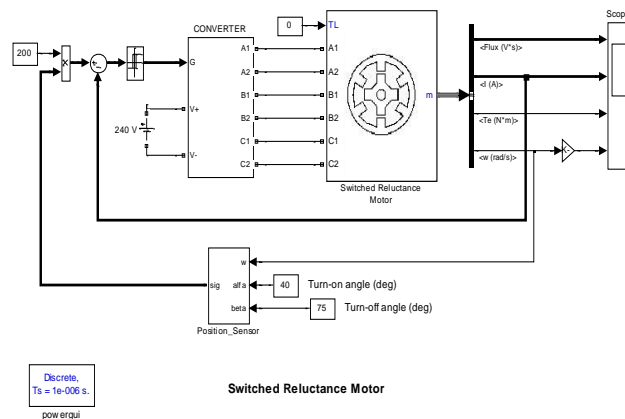 CONVERTER
0
TL
Scop
200
x
G
A1
A1
<Flux (V*s)>
A2
A2
<I (A)>
B1
B1
m
V+
B2
B2
<Te (N*m)>
240 V
C1
C1
V-
C2
C2
<w (rad/s)>
Switched Reluctance
Motor
w
sig
alfa
40
Turn-on angle (deg)
beta
75
Turn-off angle (deg)
Position_Sensor
Discrete,
Ts = 1e-006 s.
powergui
Switched Reluctance Motor